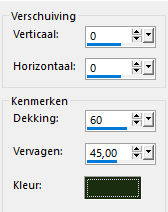 Verschuiving
Verticaal: 0
Horizontaal: 0
Kenmerken
Dekking: 60
Vervagen: 45,00
Kleur: